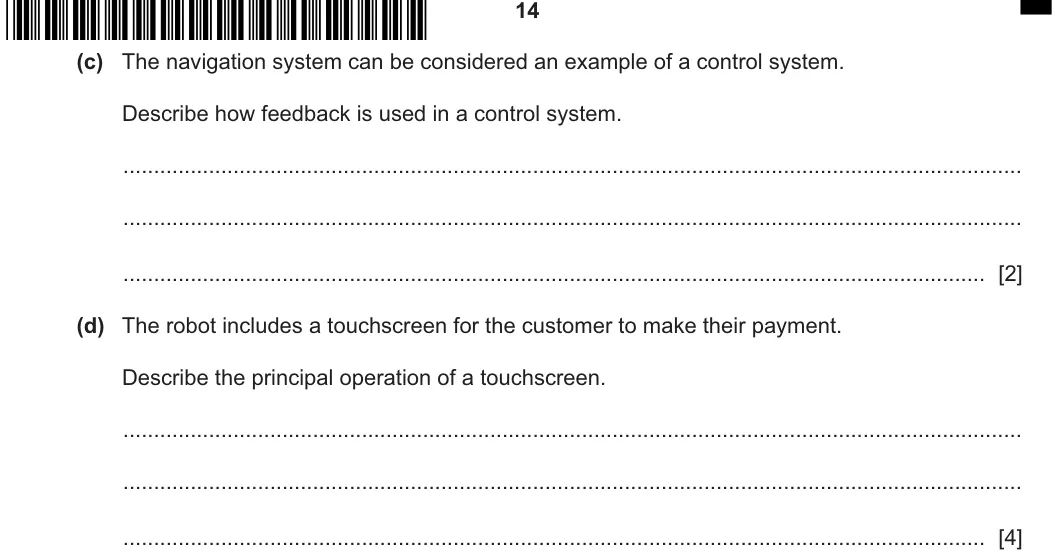 14
(c) The navigation system can be considered an example of a control system.
Describe how feedback is used in a control system.
....................................................................................................................................................
....................................................................................................................................................
.............................................................................................................................................. [2]
(d) The robot includes a touchscreen for the customer to make their payment.
Describe the principal operation of a touchscreen.
....................................................................................................................................................
....................................................................................................................................................
.............................................................................................................................................. [4]